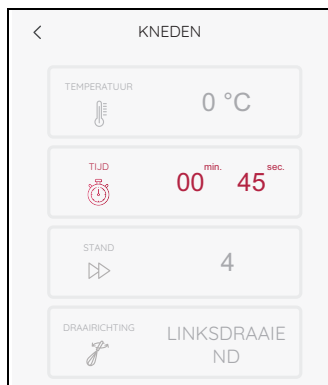 KNEDEN
TEMPERATUUR
0 °C
TIJD
00 min. 45 sec.
STAND
4
DRAAIRICHTING
LINKSDRAAIE
ND